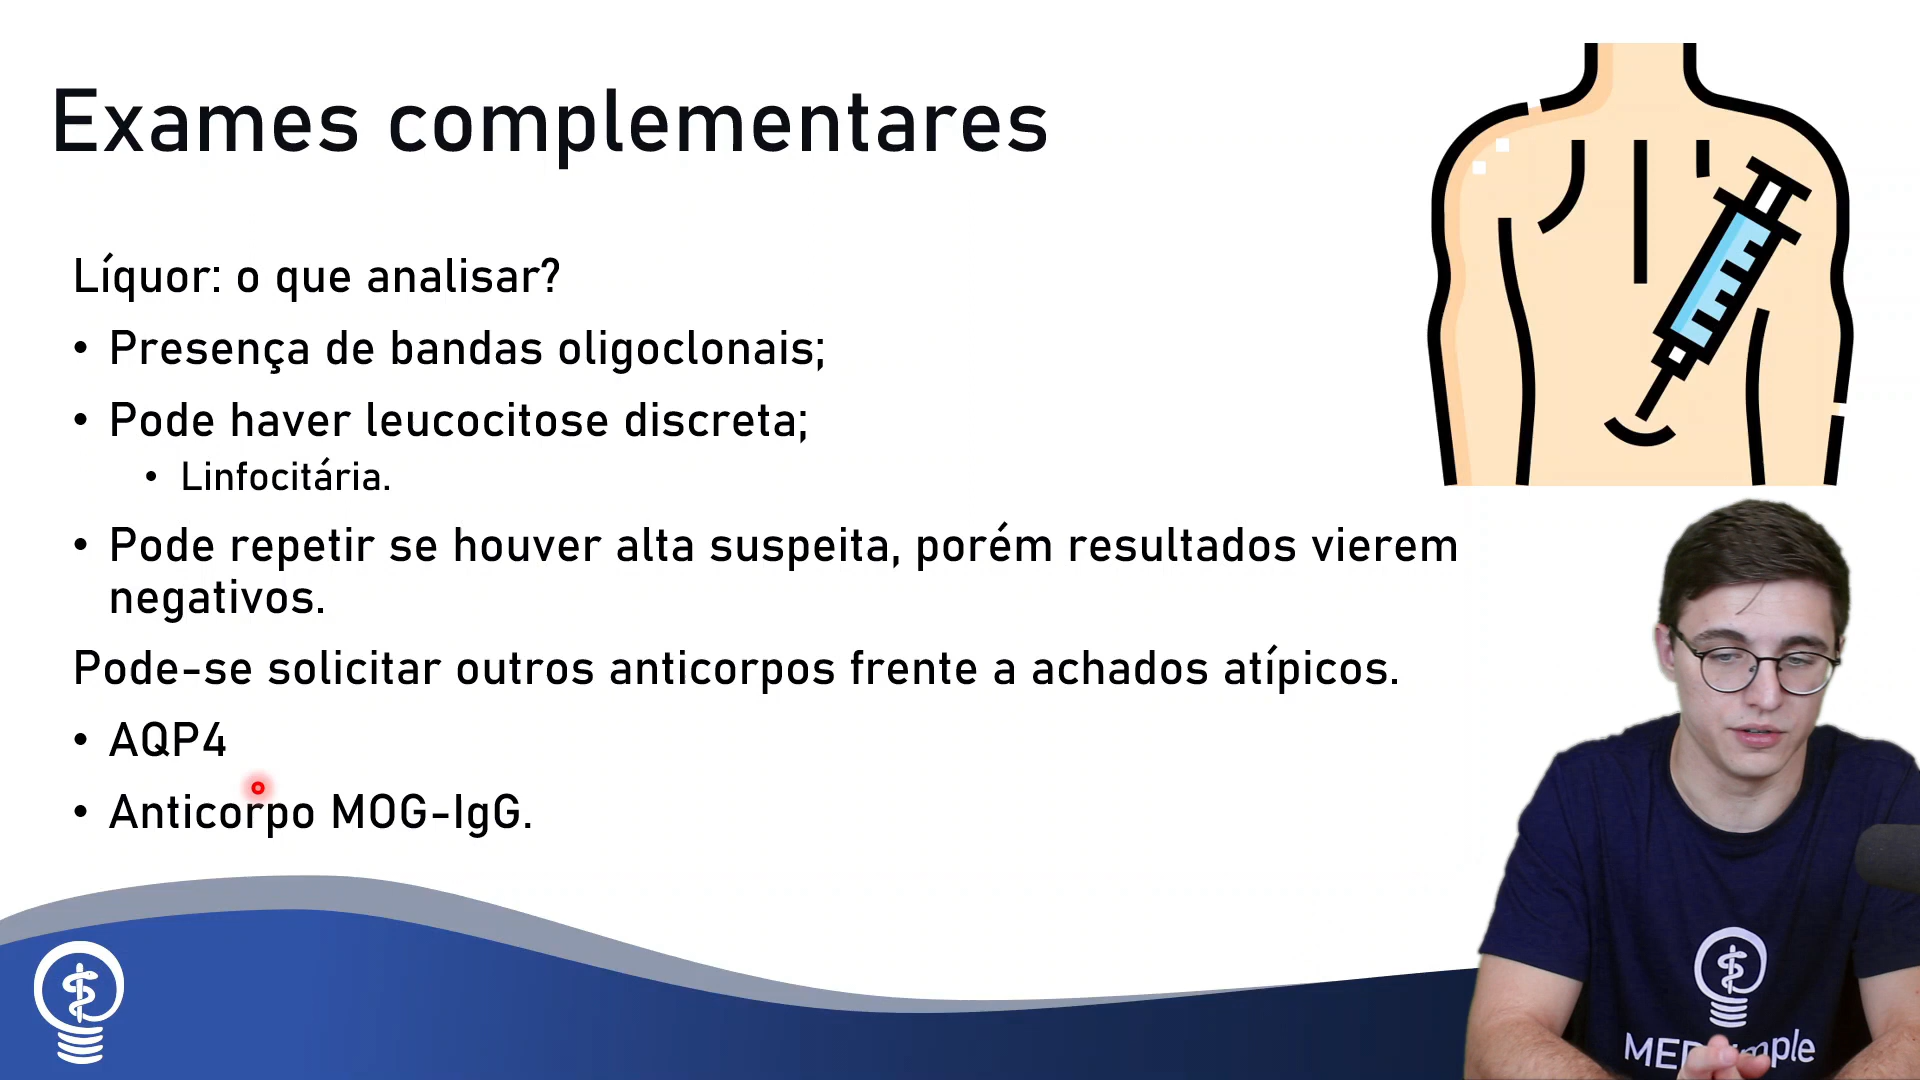 Exames complementares
Líquor: o que analisar?
• Presença de bandas oligoclonais;
• Pode haver leucocitose discreta;
• Linfocitária.
• Pode repetir se houver alta suspeita, porém resultados vierem
negativos.
Pode-se solicitar outros anticorpos frente a achados atípicos.
• AQP4
• Anticorpo MOG-IgG.